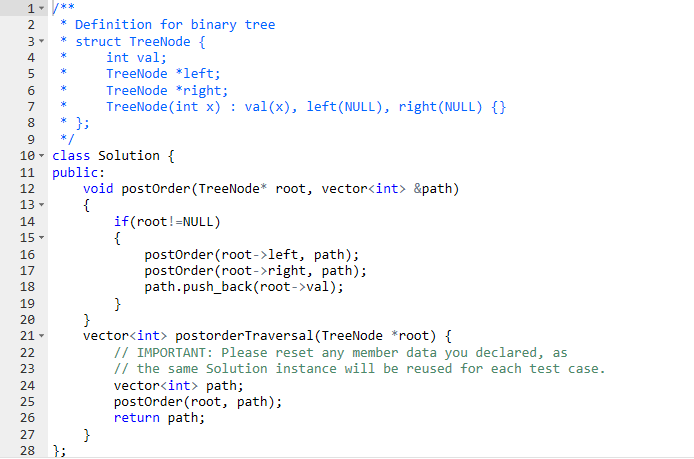 1 /**
2  * Definition for binary tree
3  * struct TreeNode {
4  *     int val;
5  *     TreeNode *left;
6  *     TreeNode *right;
7  *     TreeNode(int x) : val(x), left(NULL), right(NULL) {}
8  * };
9  */
10 class Solution {
11 public:
12     void postOrder(TreeNode* root, vector<int> &path)
13     {
14         if(root!=NULL)
15         {
16             postOrder(root->left, path);
17             postOrder(root->right, path);
18             path.push_back(root->val);
19         }
20     }
21     vector<int> postorderTraversal(TreeNode *root) {
22         // IMPORTANT: Please reset any member data you declared, as
23         // the same Solution instance will be reused for each test case.
24         vector<int> path;
25         postOrder(root, path);
26         return path;
27     }
28 };